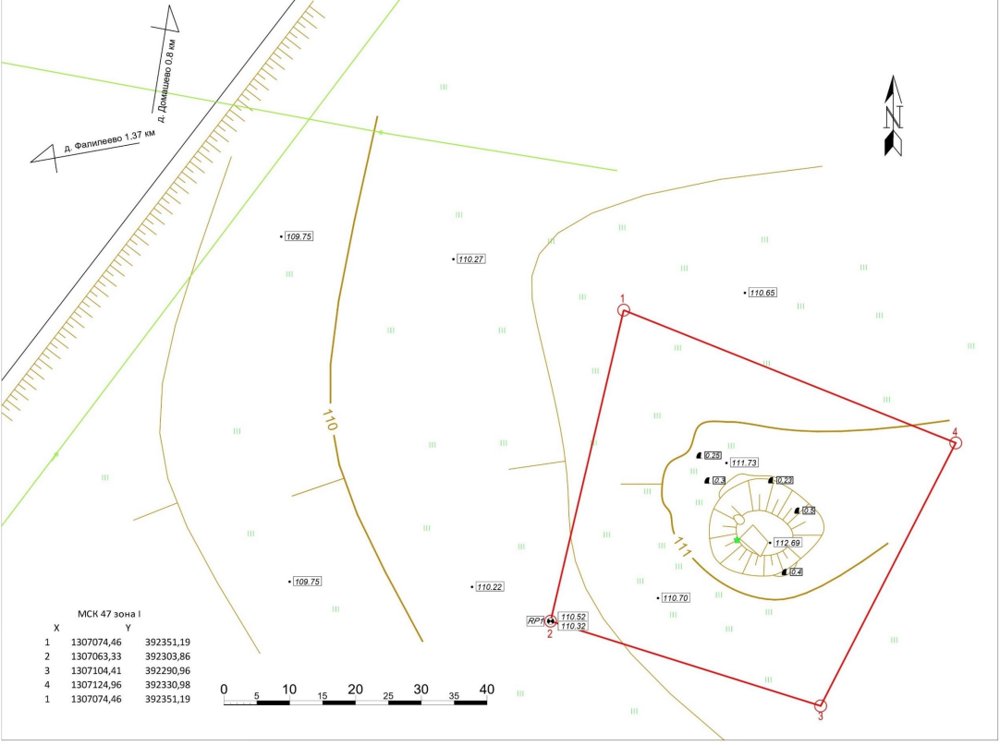 д. Домашево 0.8 км
д. Фалилеево 1.37 км
N
109.75
110.27
110.65
1
110
4
0.25
111.73
0.3
0.23
0.5
111
112.69
0.4
109.75
110.22
110.70
RP1
110.52
110.32
2
3
МСК 47 зона I
X Y
1 1307074,46 392351,19
2 1307063,33 392303,86
3 1307104,41 392290,96
4 1307124,96 392330,98
1 1307074,46 392351,19
0 10 20 30 40
5 15 25 35